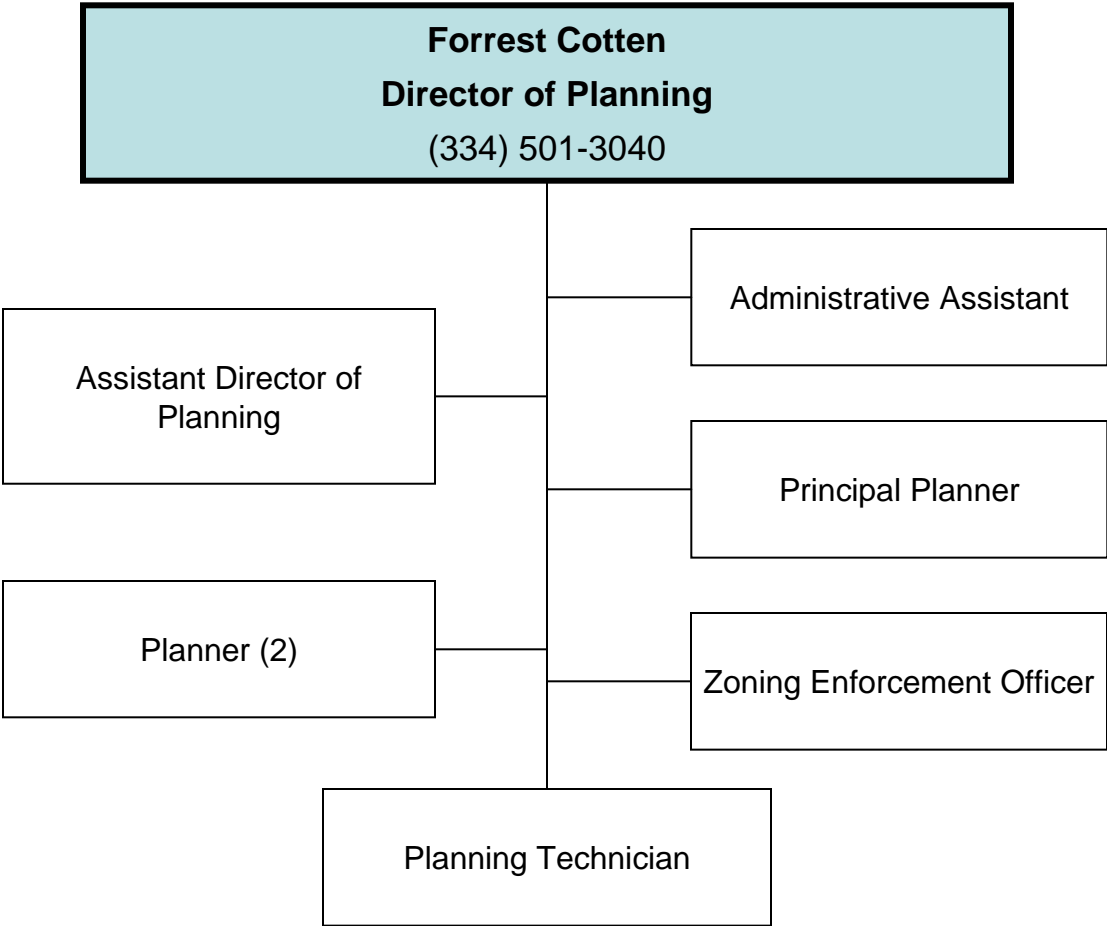 Forrest Cotten
Director of Planning
(334) 501-3040
Administrative Assistant
Assistant Director of
Planning
Principal Planner
Planner (2)
Zoning Enforcement Officer
Planning Technician